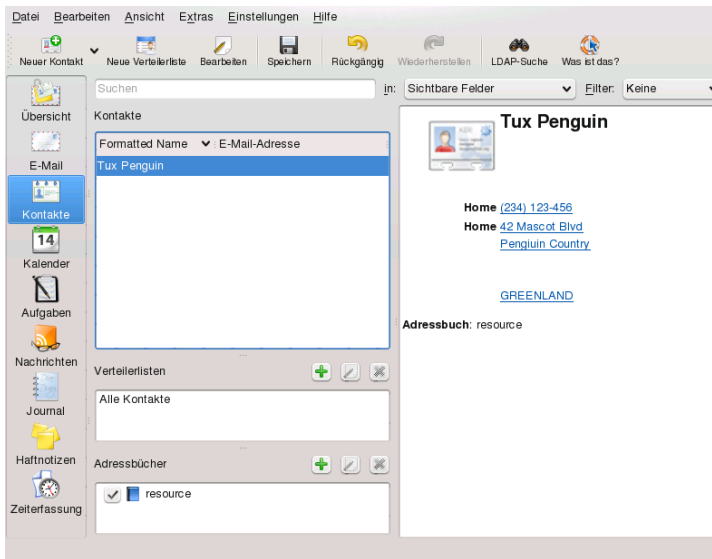 Datei Bearbeiten Ansicht Extras Einstellungen Hilfe
Neuer Kontakt Neue Verteilerliste Bearbeiten Speichern Rückgängig Wiederherstellen LDAP-Suche Was ist das?
Suchen in: Sichtbare Felder Filter: Keine
Übersicht
E-Mail
Kontakte
14
Kalender
Aufgaben
Nachrichten
Journal
Haftnotizen
Zeiterfassung
Kontakte
Formatted Name E-Mail-Adresse
Tux Penguin
Verteilerlisten
Alle Kontakte
Adressbücher
resource
Tux Penguin
Home (234) 123-456
Home 42 Mascot Blvd
Pengiuin Country
GREENLAND
Adressbuch: resource